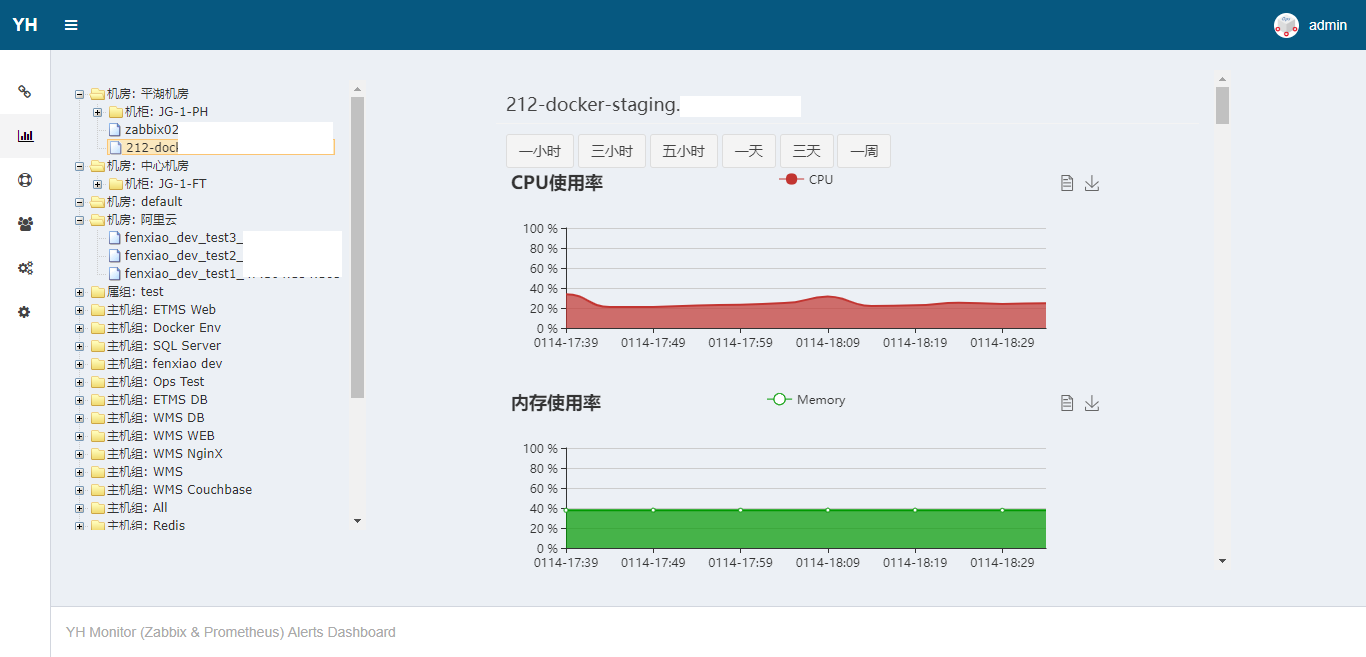 YH
admin
机房: 平湖机房
机柜: JG-1-PH
zabbix02
212-dock
机房: 中心机房
机柜: JG-1-FT
机房: default
机房: 阿里云
fenxiao_dev_test3_
fenxiao_dev_test2_
fenxiao_dev_test1_
属组: test
主机组: ETMS Web
主机组: Docker Env
主机组: SQL Server
主机组: fenxiao dev
主机组: Ops Test
主机组: ETMS DB
主机组: WMS DB
主机组: WMS WEB
主机组: WMS NginX
主机组: WMS
主机组: WMS Couchbase
主机组: All
主机组: Redis
212-docker-staging.
一小时 三小时 五小时 一天 三天 一周
CPU使用率
CPU
100 %
80 %
60 %
40 %
20 %
0 %
0114-17:39 0114-17:49 0114-17:59 0114-18:09 0114-18:19 0114-18:29
内存使用率
Memory
100 %
80 %
60 %
40 %
20 %
0 %
0114-17:39 0114-17:49 0114-17:59 0114-18:09 0114-18:19 0114-18:29
YH Monitor (Zabbix & Prometheus) Alerts Dashboard